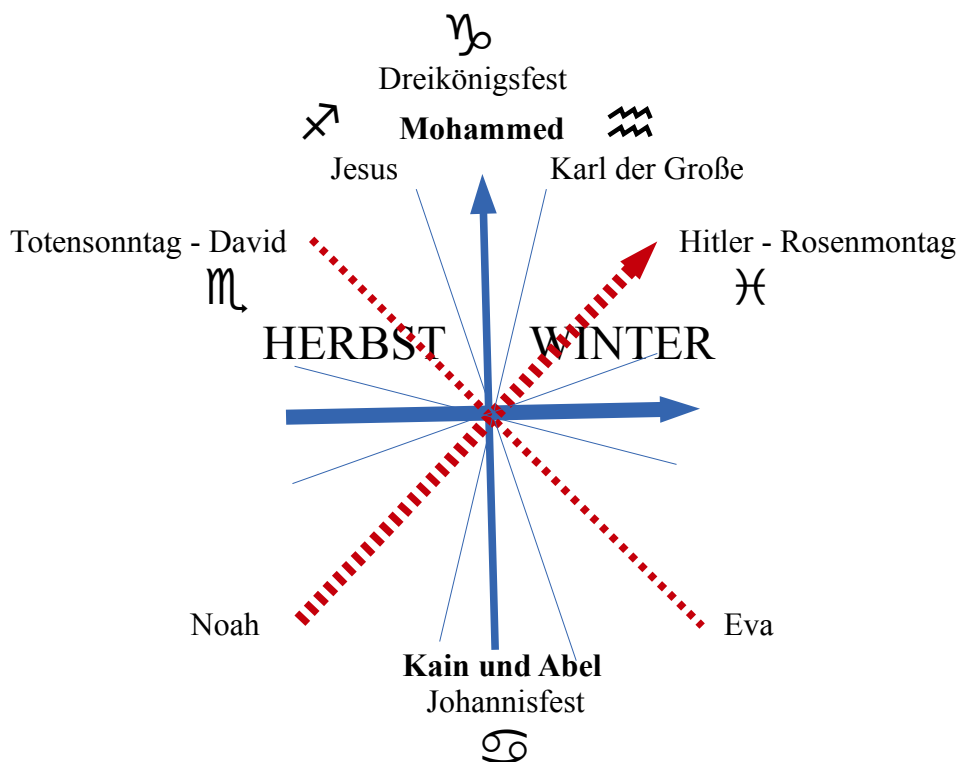 ♑
Dreikönigsfest
♐ Mohammed ♒
Jesus Karl der Große
Totensonntag - David Hitler - Rosenmontag
♏ ♓
HERBST WINTER
Noah Eva
Kain und Abel
Johannisfest
♋